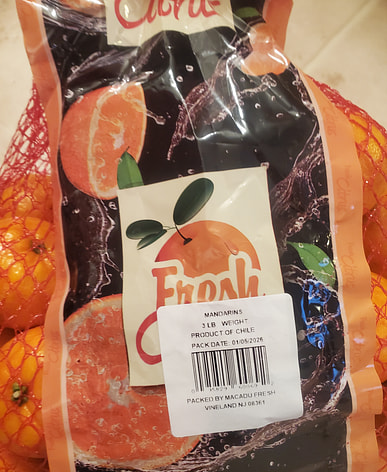 Fresh
MANDARINS
3 LB WEIGHT
PRODUCT OF CHILE
PACK DATE: 01/05/2026
PACKED BY MACADU FRESH
VINELAND NJ 08361